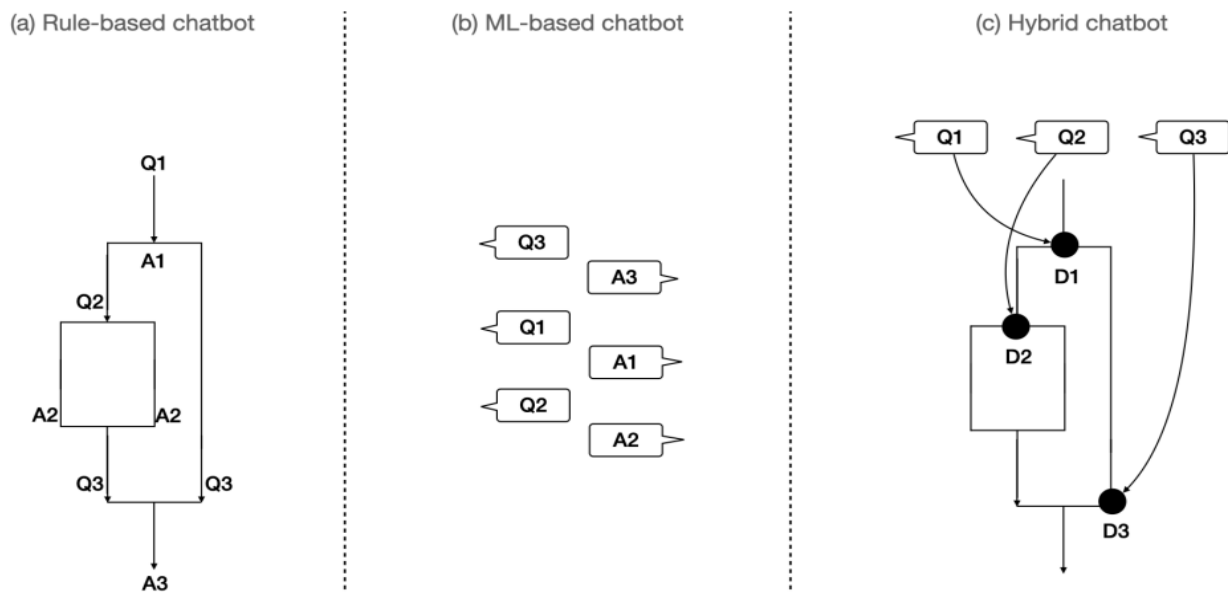 (a) Rule-based chatbot
Q1
A1
Q2
A2 A2
Q3 Q3
A3
(b) ML-based chatbot
Q3
A3
Q1
A1
Q2
A2
(c) Hybrid chatbot
Q1 Q2 Q3
D1
D2
D3